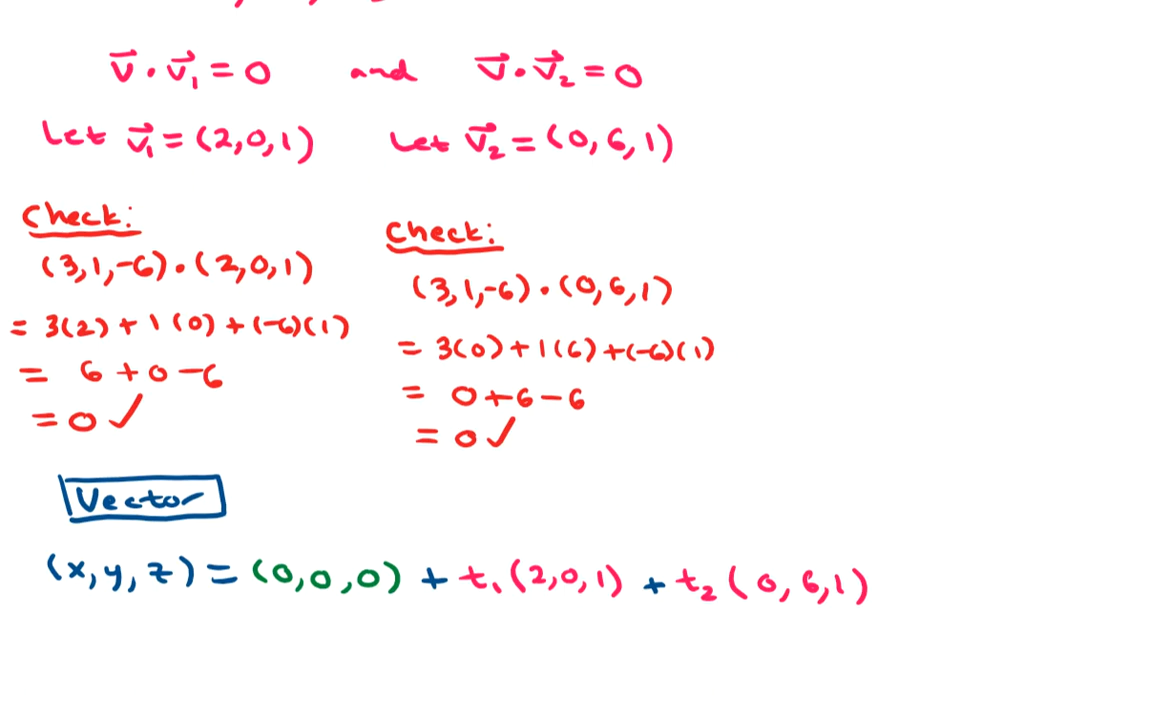 v⃗ · v⃗₁ = 0 and v⃗ · v⃗₂ = 0
Let v⃗₁ = (2,0,1) Let v⃗₂ = (0,6,1)
Check:
(3,1,-6) · (2,0,1)
= 3(2) + 1(0) + (-6)(1)
= 6 + 0 - 6
= 0 ✓
Check:
(3,1,-6) · (0,6,1)
= 3(0) + 1(6) + (-6)(1)
= 0 + 6 - 6
= 0 ✓
Vector
(x, y, z) = (0,0,0) + t₁(2,0,1) + t₂(0,6,1)